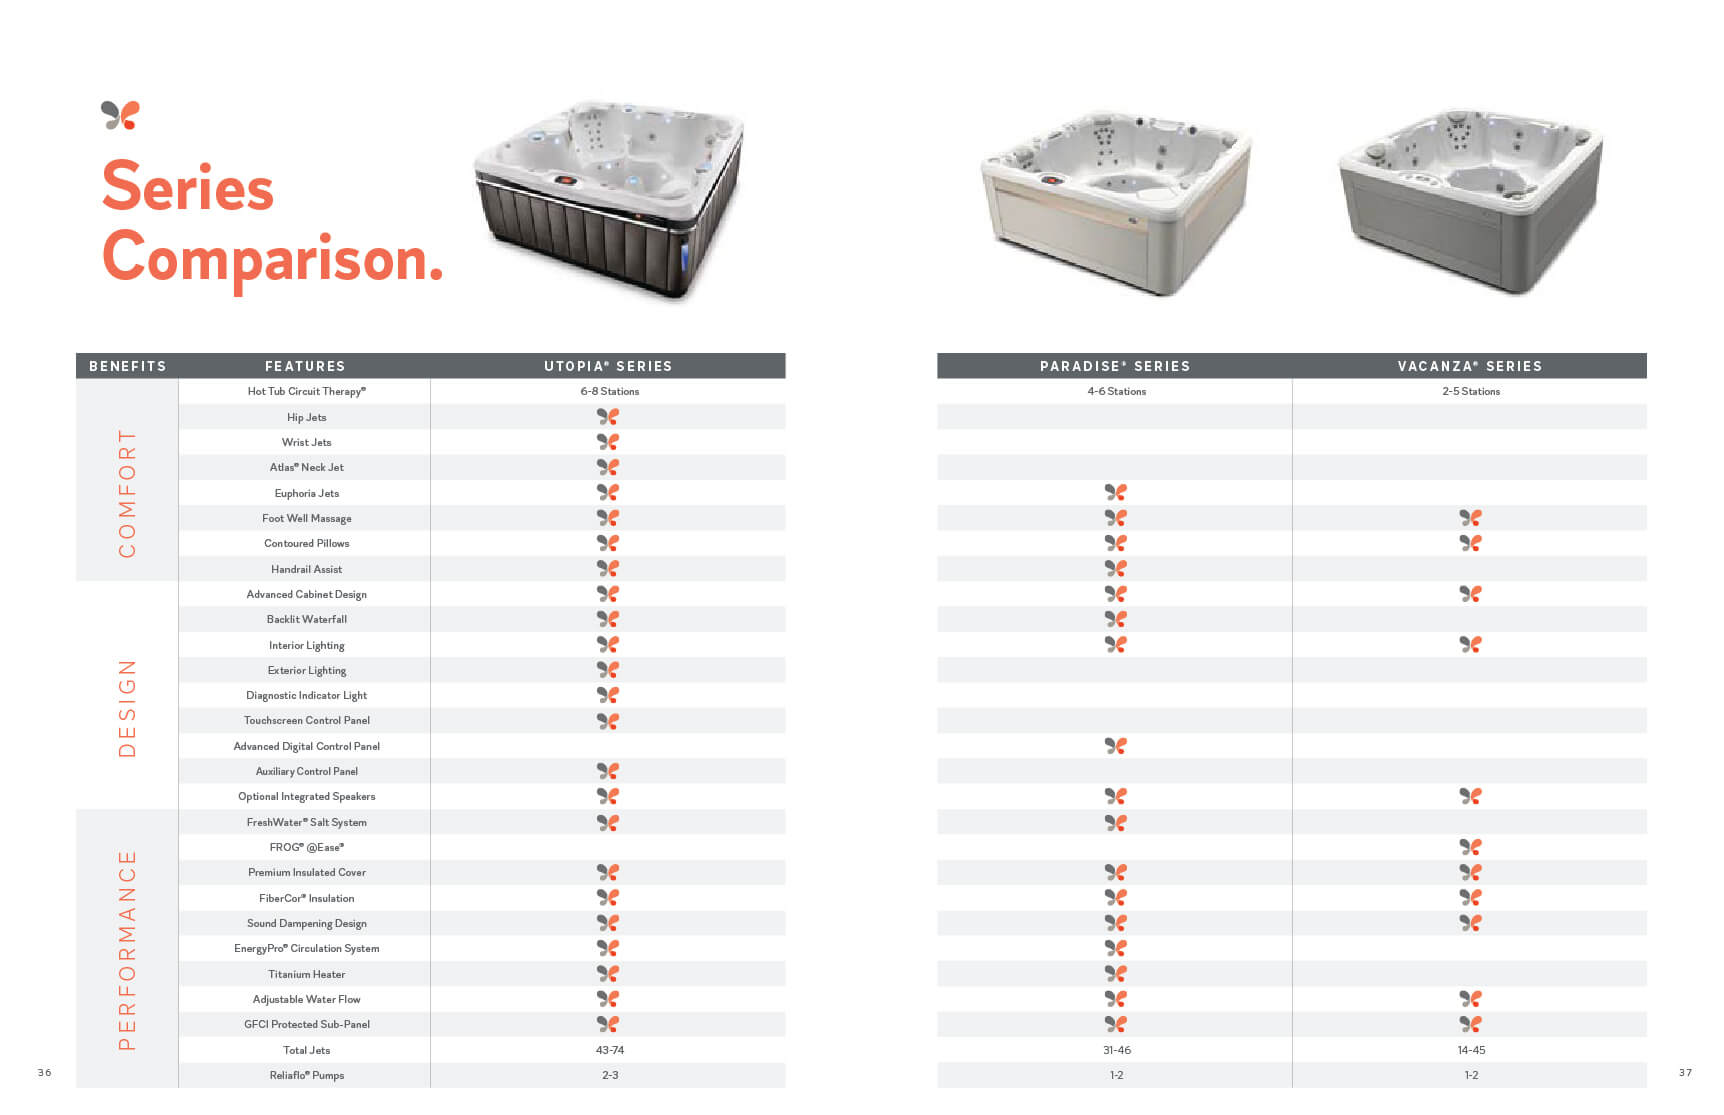 Series
Comparison.
BENEFITS FEATURES UTOPIA® SERIES PARADISE® SERIES VACANZA® SERIES
COMFORT
Hot Tub Circuit Therapy® 6-8 Stations 4-6 Stations 2-5 Stations
Hip Jets
Wrist Jets
Atlas® Neck Jet
Euphoria Jets
Foot Well Massage
Contoured Pillows
Handrail Assist
DESIGN
Advanced Cabinet Design
Backlit Waterfall
Interior Lighting
Exterior Lighting
Diagnostic Indicator Light
Touchscreen Control Panel
Advanced Digital Control Panel
Auxiliary Control Panel
Optional Integrated Speakers
PERFORMANCE
FreshWater® Salt System
FROG® @Ease®
Premium Insulated Cover
FiberCor® Insulation
Sound Dampening Design
EnergyPro® Circulation System
Titanium Heater
Adjustable Water Flow
GFCI Protected Sub-Panel
Total Jets 43-74 31-46 14-45
Reliaflo® Pumps 2-3 1-2 1-2
36
37